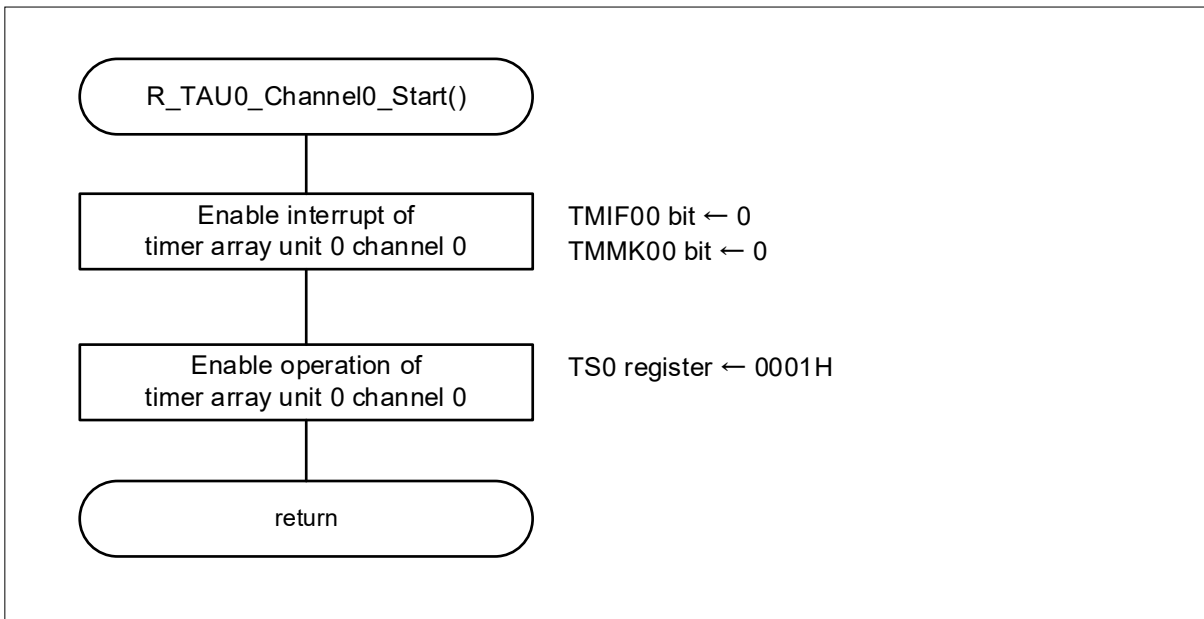 R_TAU0_Channel0_Start()
Enable interrupt of
timer array unit 0 channel 0
TMIF00 bit ← 0
TMMK00 bit ← 0
Enable operation of
timer array unit 0 channel 0
TS0 register ← 0001H
return